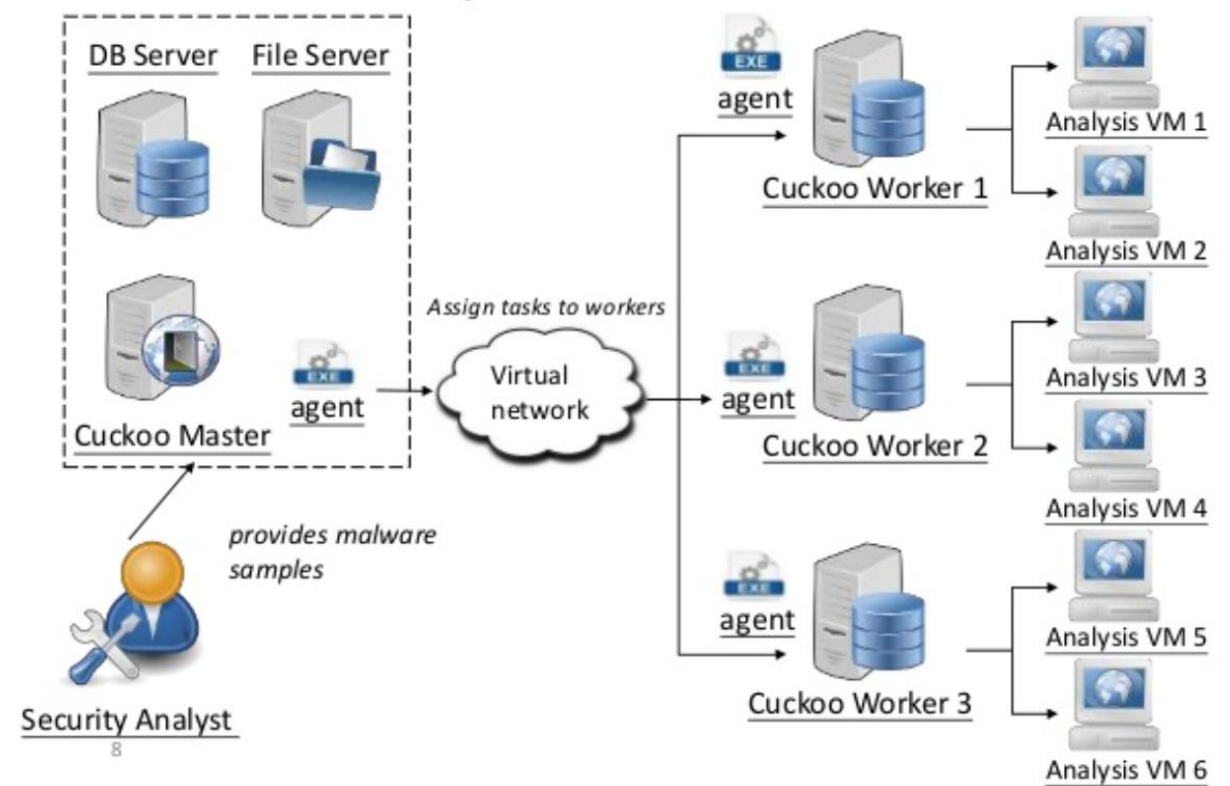 DB Server
File Server
Cuckoo Master
EXE
agent
provides malware
samples
Security Analyst
8
Assign tasks to workers
Virtual
network
EXE
agent
Cuckoo Worker 1
Analysis VM 1
Analysis VM 2
EXE
agent
Cuckoo Worker 2
Analysis VM 3
Analysis VM 4
EXE
agent
Cuckoo Worker 3
Analysis VM 5
Analysis VM 6